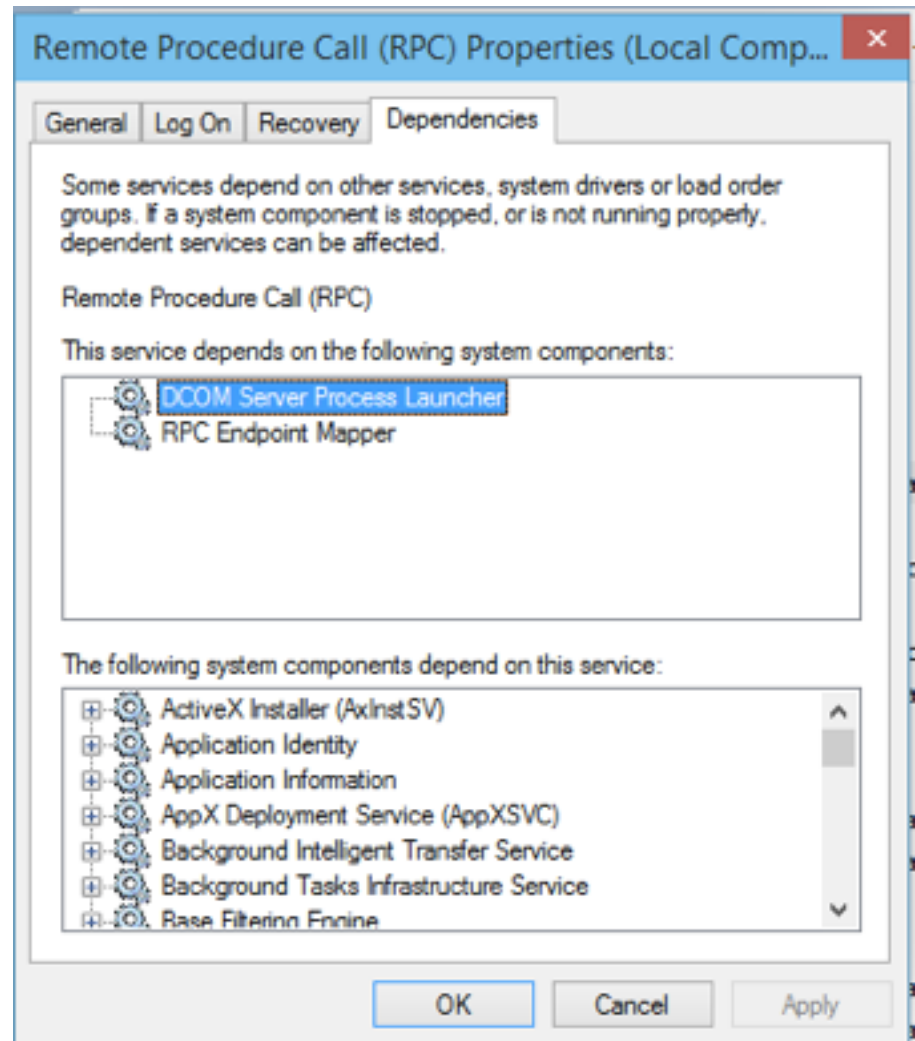 Remote Procedure Call (RPC) Properties (Local Comp...
General Log On Recovery Dependencies
Some services depend on other services, system drivers or load order
groups. If a system component is stopped, or is not running properly,
dependent services can be affected.
Remote Procedure Call (RPC)
This service depends on the following system components:
DCOM Server Process Launcher
RPC Endpoint Mapper
The following system components depend on this service:
ActiveX Installer (AxInstSV)
Application Identity
Application Information
AppX Deployment Service (AppXSVC)
Background Intelligent Transfer Service
Background Tasks Infrastructure Service
Base Filtering Engine
OK Cancel Apply